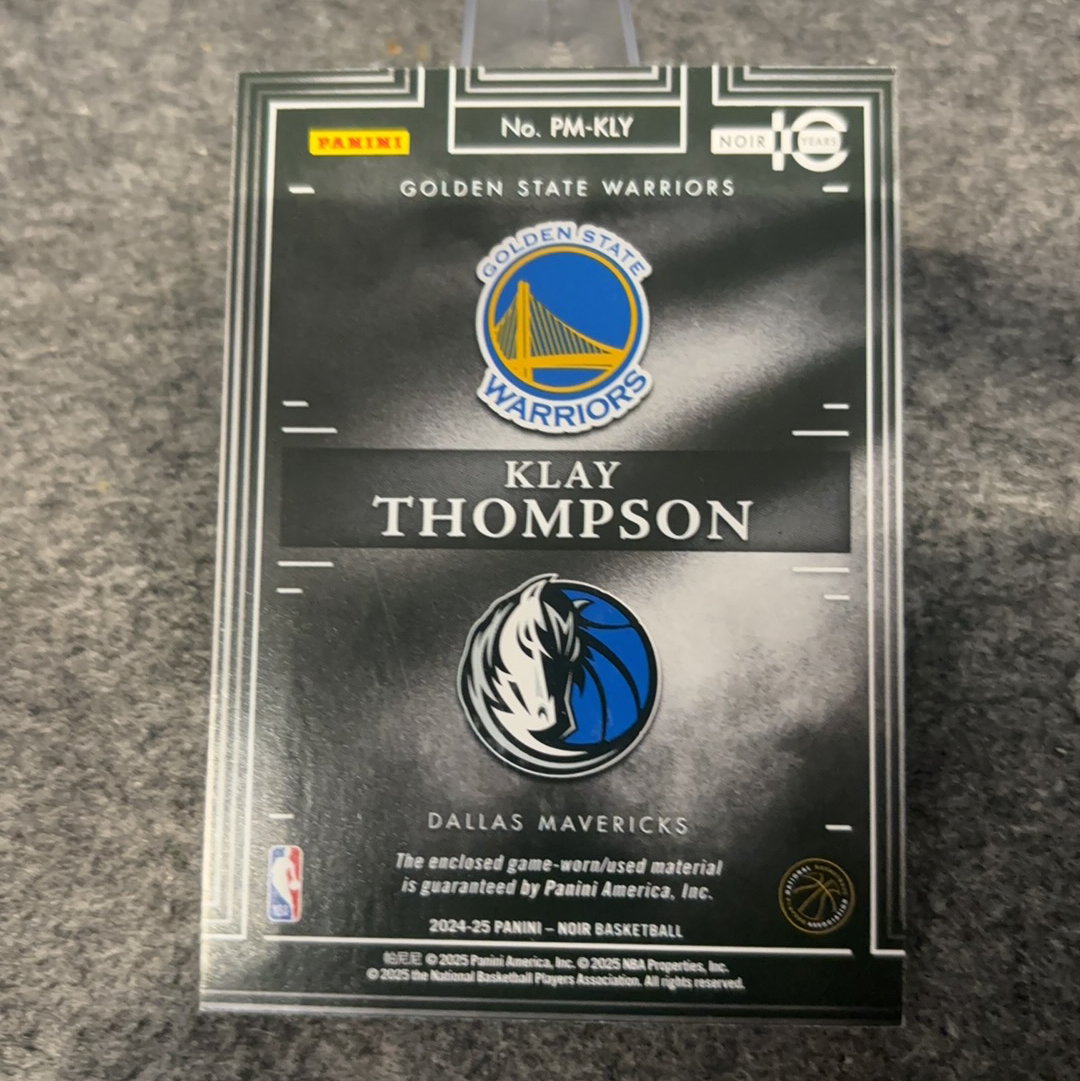 No. PM-KLY
PANINI
NOIR 10 YEARS
GOLDEN STATE WARRIORS
GOLDEN STATE
WARRIORS
KLAY
THOMPSON
DALLAS MAVERICKS
The enclosed game-worn/used material
is guaranteed by Panini America, Inc.
2024-25 PANINI – NOIR BASKETBALL
帕尼尼 © 2025 Panini America, Inc. © 2025 NBA Properties, Inc.
© 2025 the National Basketball Players Association. All rights reserved.
NBA